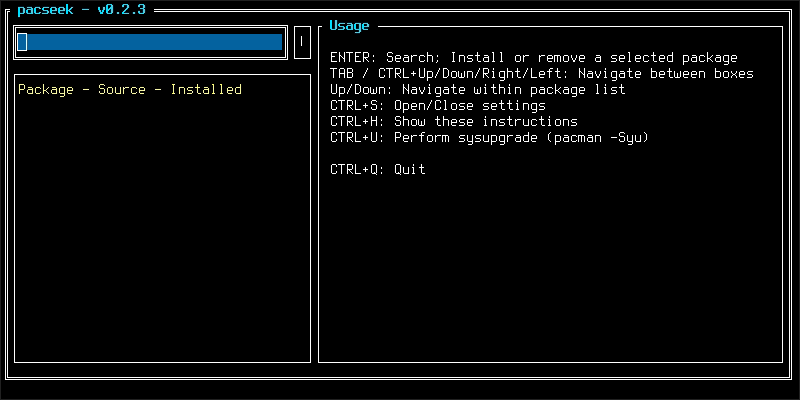 pacseek - v0.2.3
Package - Source - Installed
Usage
ENTER: Search; Install or remove a selected package
TAB / CTRL+Up/Down/Right/Left: Navigate between boxes
Up/Down: Navigate within package list
CTRL+S: Open/Close settings
CTRL+H: Show these instructions
CTRL+U: Perform sysupgrade (pacman -Syu)
CTRL+Q: Quit